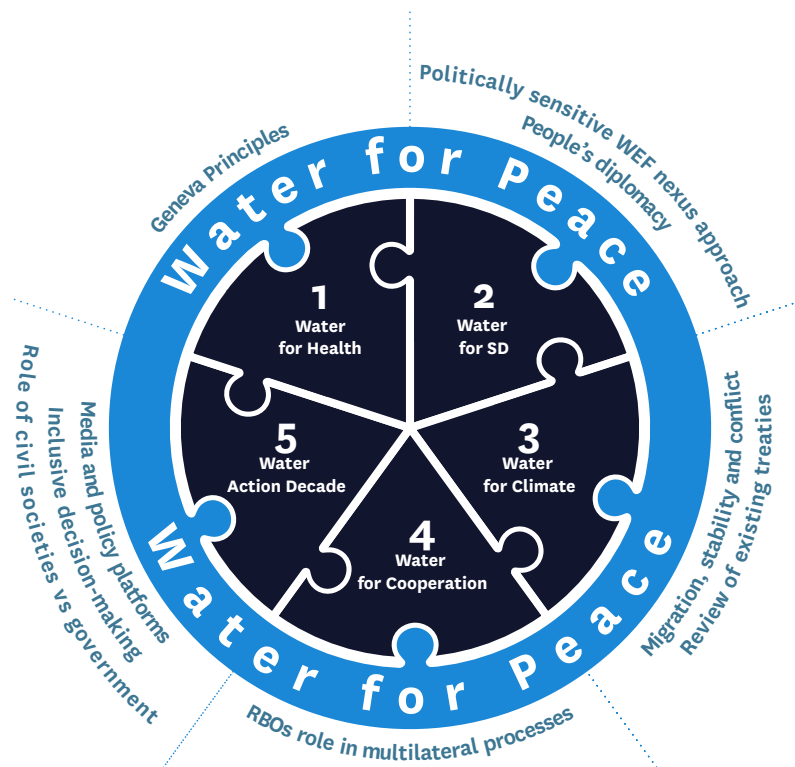 Politically sensitive WEF nexus approach
People’s diplomacy
Geneva Principles
Water for Peace
1
Water
for Health
2
Water
for SD
3
Water
for Climate
4
Water
for Cooperation
5
Water
Action Decade
Water for Peace
Migration, stability and conflict
Review of existing treaties
RBOs role in multilateral processes
Media and policy platforms
Inclusive decision-making
Role of civil societies vs government